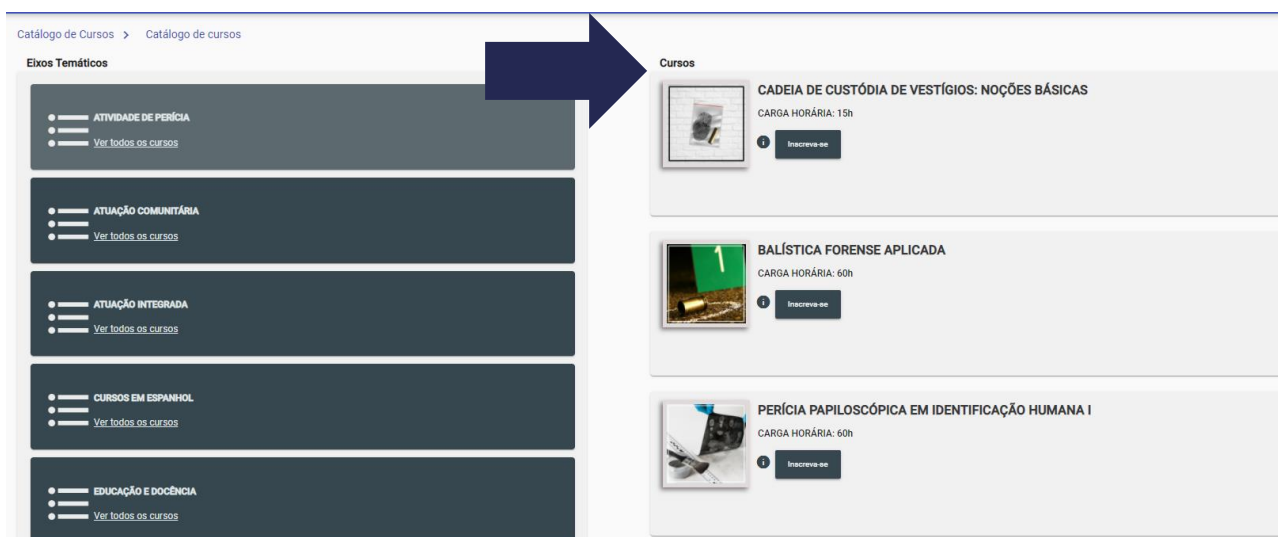 Catálogo de Cursos > Catálogo de cursos
Eixos Temáticos
ATIVIDADE DE PERÍCIA
Ver todos os cursos
ATUAÇÃO COMUNITÁRIA
Ver todos os cursos
ATUAÇÃO INTEGRADA
Ver todos os cursos
CURSOS EM ESPANHOL
Ver todos os cursos
EDUCAÇÃO E DOCÊNCIA
Ver todos os cursos
Cursos
CADEIA DE CUSTÓDIA DE VESTÍGIOS: NOÇÕES BÁSICAS
CARGA HORÁRIA: 15h
Inscreva-se
1
BALÍSTICA FORENSE APLICADA
CARGA HORÁRIA: 60h
Inscreva-se
PERÍCIA PAPILOSCÓPICA EM IDENTIFICAÇÃO HUMANA I
CARGA HORÁRIA: 60h
Inscreva-se